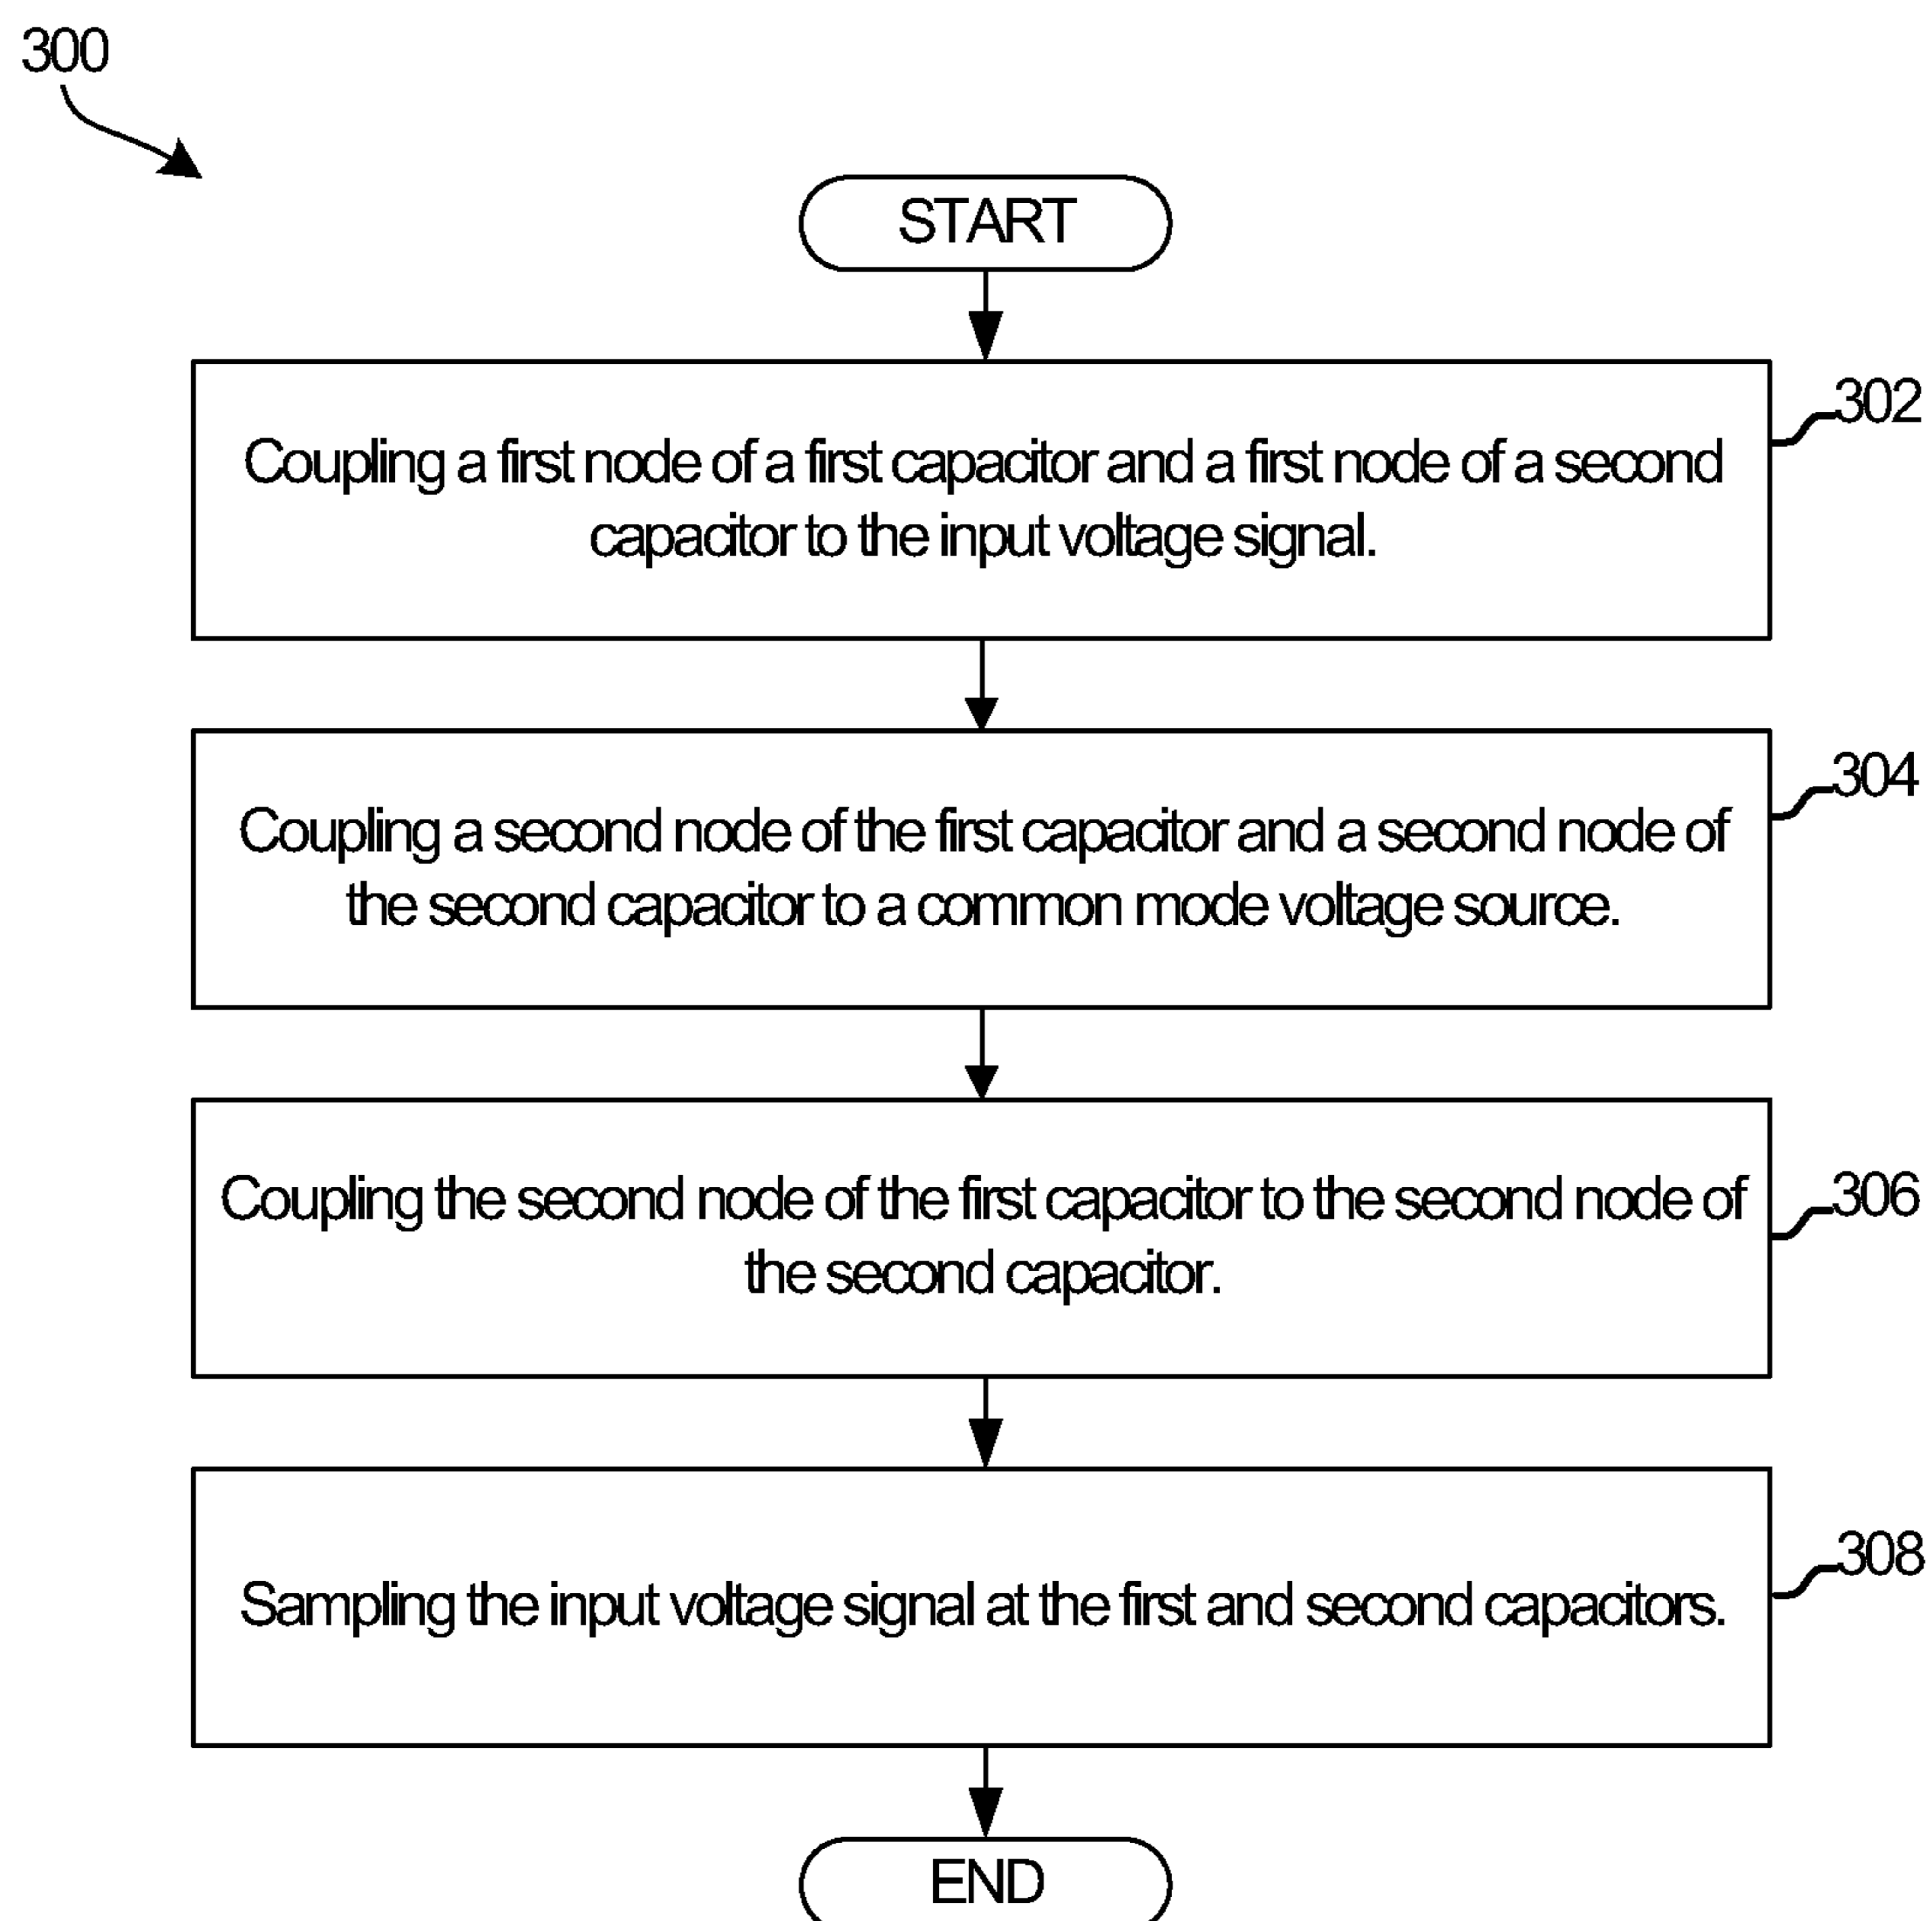 300
START
302
Coupling a first node of a first capacitor and a first node of a second
capacitor to the input voltage signal.
304
Coupling a second node of the first capacitor and a second node of
the second capacitor to a common mode voltage source.
306
Coupling the second node of the first capacitor to the second node of
the second capacitor.
308
Sampling the input voltage signal at the first and second capacitors.
END